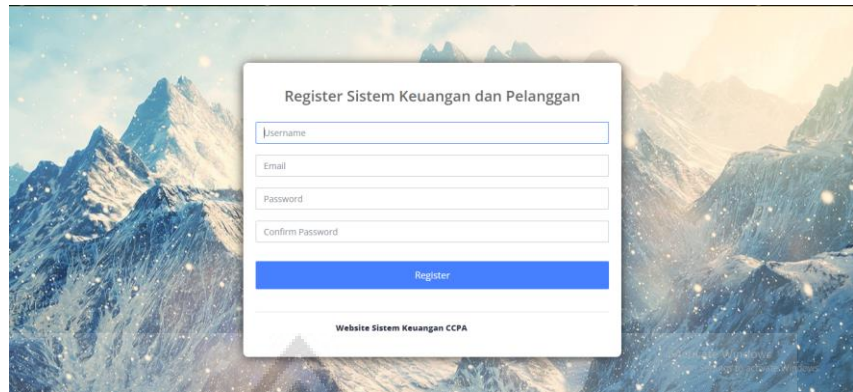 Register Sistem Keuangan dan Pelanggan
Username
Email
Password
Confirm Password
Register
Website Sistem Keuangan CCPA